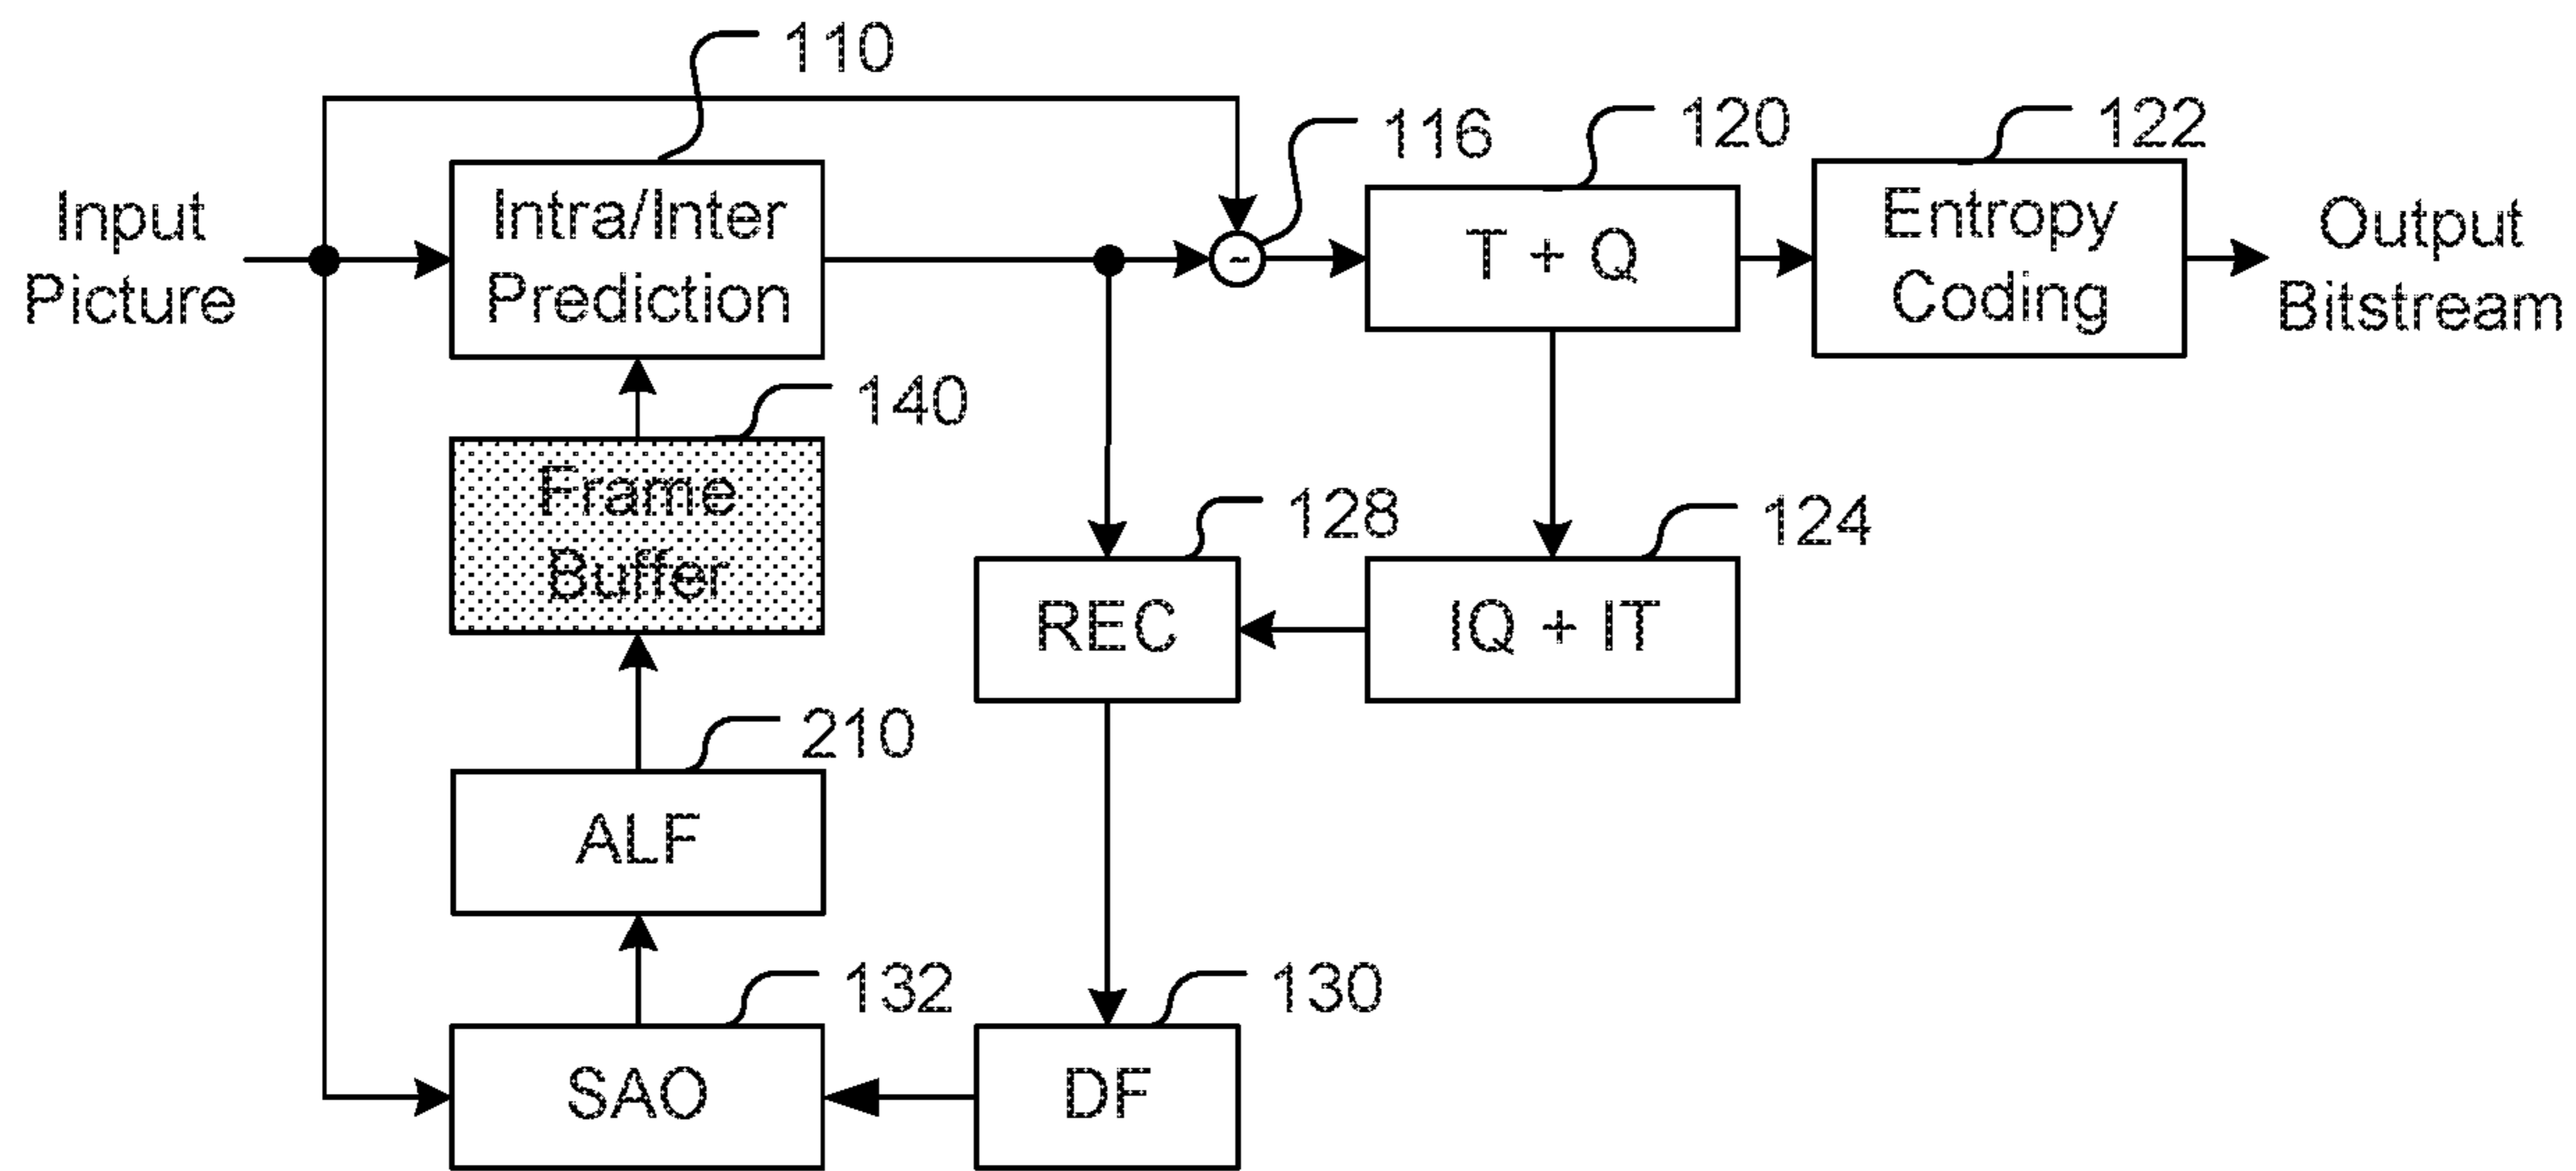 110
116
120
122
Input
Picture
Intra/Inter
Prediction
-
T + Q
Entropy
Coding
Output
Bitstream
140
Frame
Buffer
128
124
REC
IQ + IT
210
ALF
132
130
SAO
DF